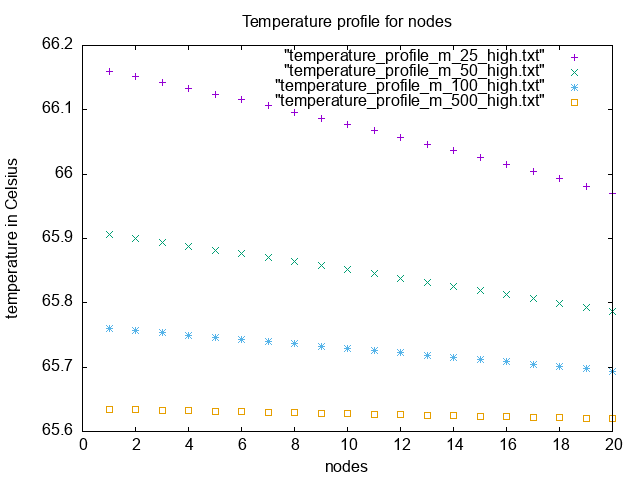 Temperature profile for nodes
66.2
"temperature_profile_m_25_high.txt"
"temperature_profile_m_50_high.txt"
"temperature_profile_m_100_high.txt"
"temperature_profile_m_500_high.txt"
66.1
66
65.9
65.8
65.7
65.6
temperature in Celsius
0 2 4 6 8 10 12 14 16 18 20
nodes